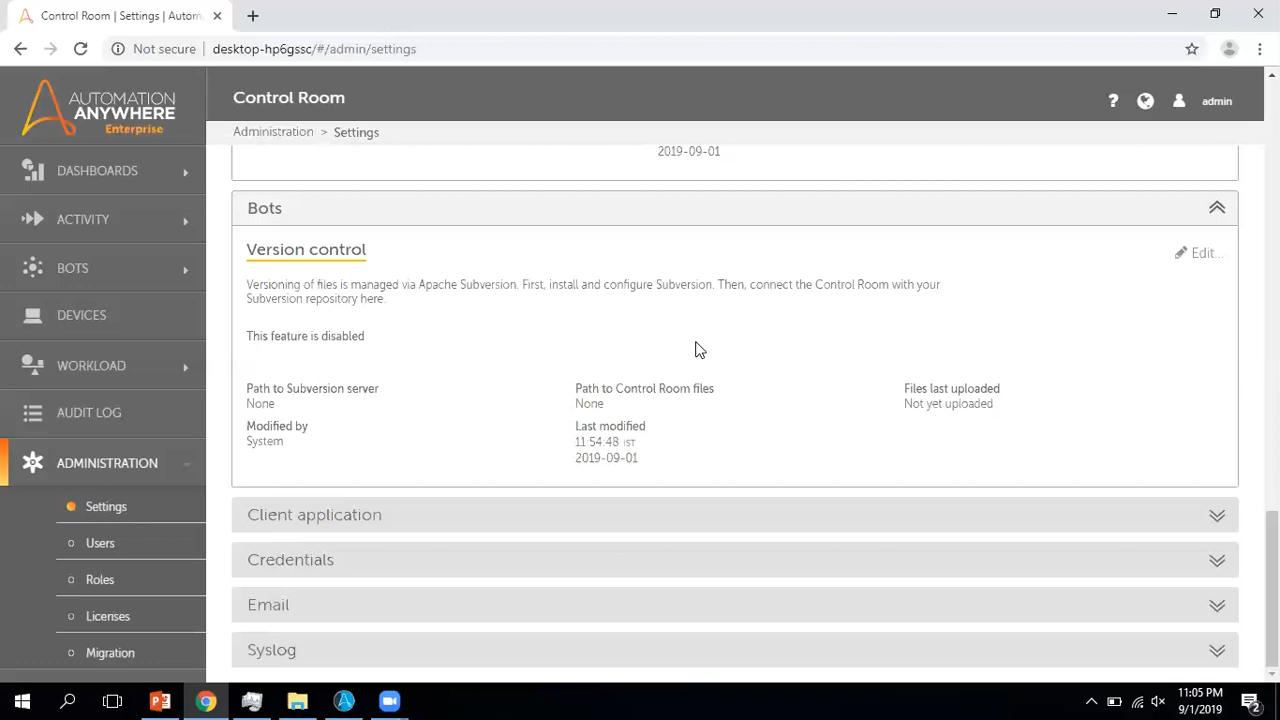 Control Room | Settings | Autom
Not secure
desktop-hp6gssc/#/admin/settings
AUTOMATION
ANYWHERE
Enterprise
Control Room
? admin
Administration > Settings
DASHBOARDS
ACTIVITY
BOTS
DEVICES
WORKLOAD
AUDIT LOG
ADMINISTRATION
Settings
Users
Roles
Licenses
Migration
2019-09-01
Bots
Version control
Edit...
Versioning of files is managed via Apache Subversion. First, install and configure Subversion. Then, connect the Control Room with your
Subversion repository here.
This feature is disabled
Path to Subversion server
None
Path to Control Room files
None
Files last uploaded
Not yet uploaded
Modified by
System
Last modified
11:54:48 IST
2019-09-01
Client application
Credentials
Email
Syslog
11:05 PM
9/1/2019
2